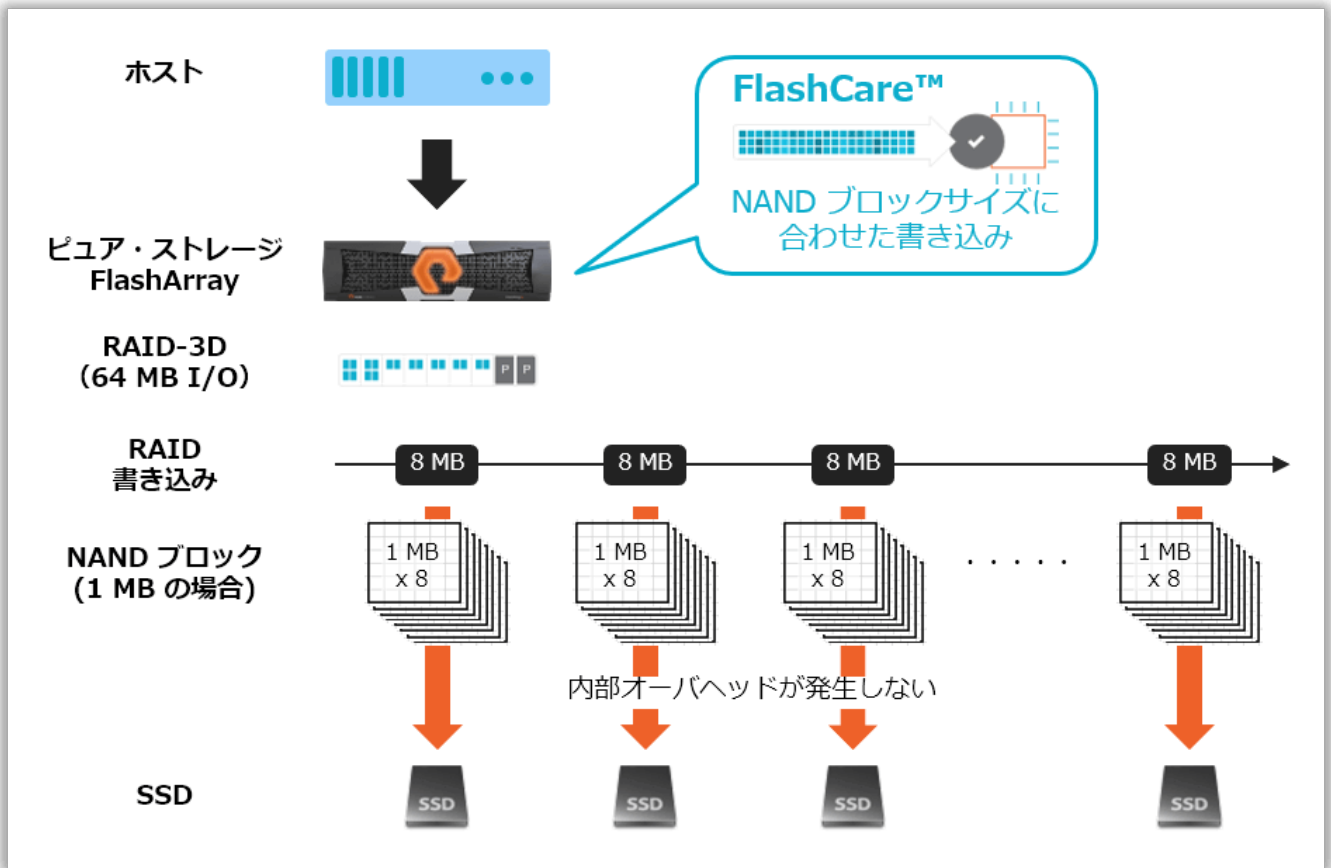 ホスト
FlashCare™
NAND ブロックサイズに
合わせた書き込み
ピュア・ストレージ
FlashArray
RAID-3D
（64 MB I/O）
P P
RAID
書き込み
8 MB 8 MB 8 MB 8 MB
NAND ブロック
(1 MB の場合)
1 MB 1 MB 1 MB 1 MB
x 8 x 8 x 8 x 8
· · · · ·
内部オーバヘッドが発生しない
SSD
SSD SSD SSD SSD